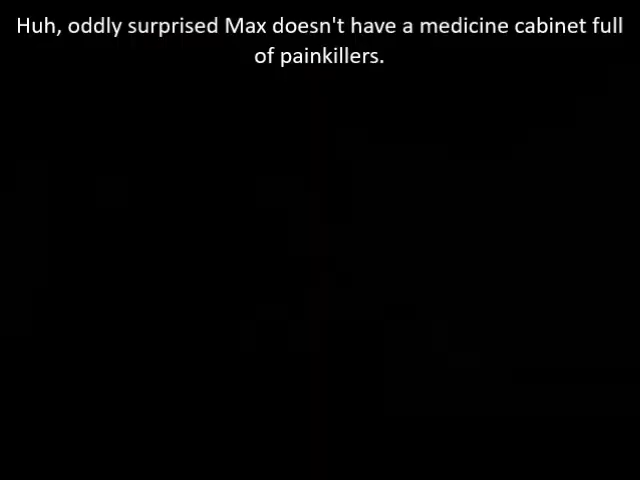 Huh, oddly surprised Max doesn't have a medicine cabinet full
of painkillers.